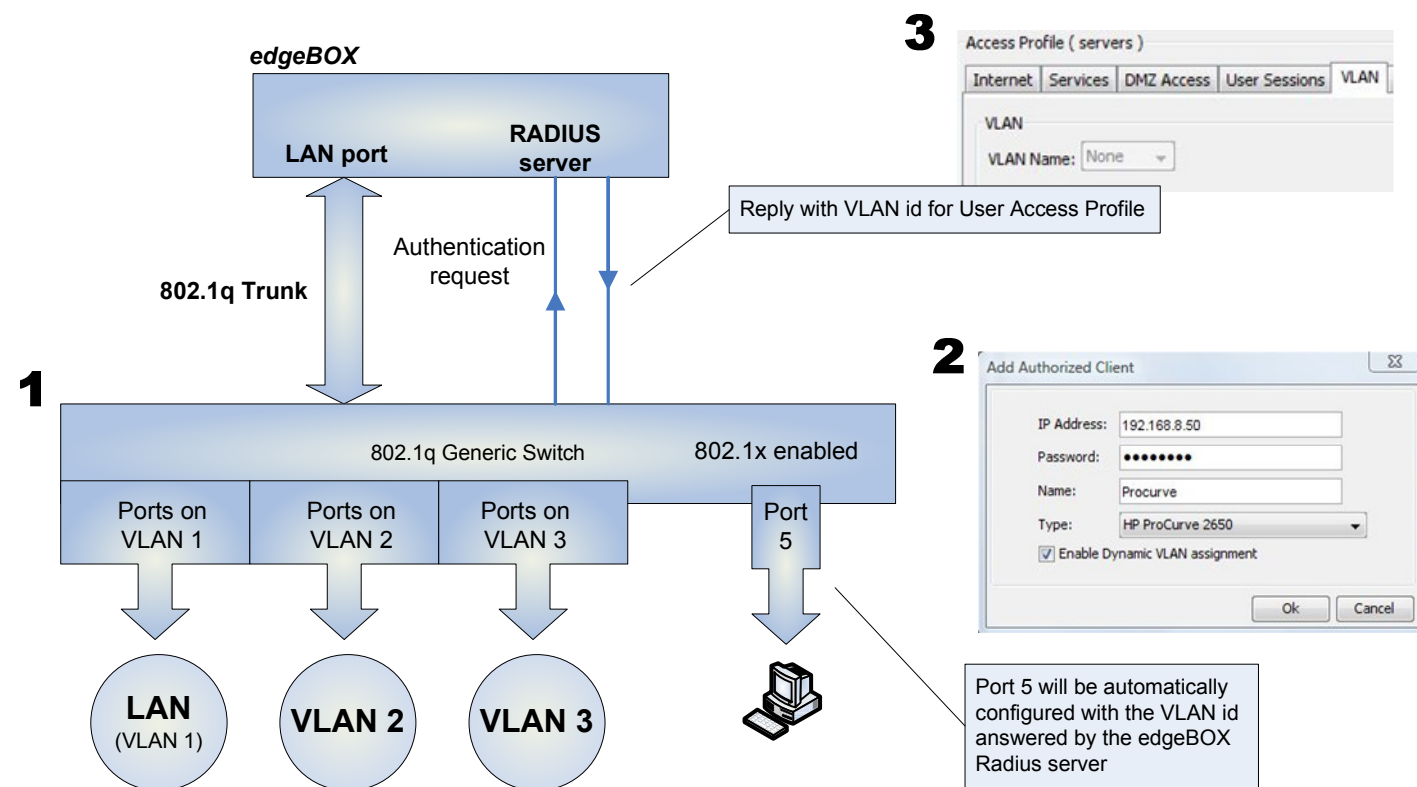 edgeBOX
LAN port
RADIUS
server
802.1q Trunk
Authentication
request
Reply with VLAN id for User Access Profile
3
Access Profile ( servers )
Internet
Services
DMZ Access
User Sessions
VLAN
VLAN
VLAN Name:
None
1
802.1q Generic Switch
802.1x enabled
Ports on
VLAN 1
Ports on
VLAN 2
Ports on
VLAN 3
Port
5
LAN
(VLAN 1)
VLAN 2
VLAN 3
2
Add Authorized Client
IP Address: 192.168.8.50
Password: ••••••••
Name: Procurve
Type: HP ProCurve 2650
Enable Dynamic VLAN assignment
Ok
Cancel
Port 5 will be automatically
configured with the VLAN id
answered by the edgeBOX
Radius server